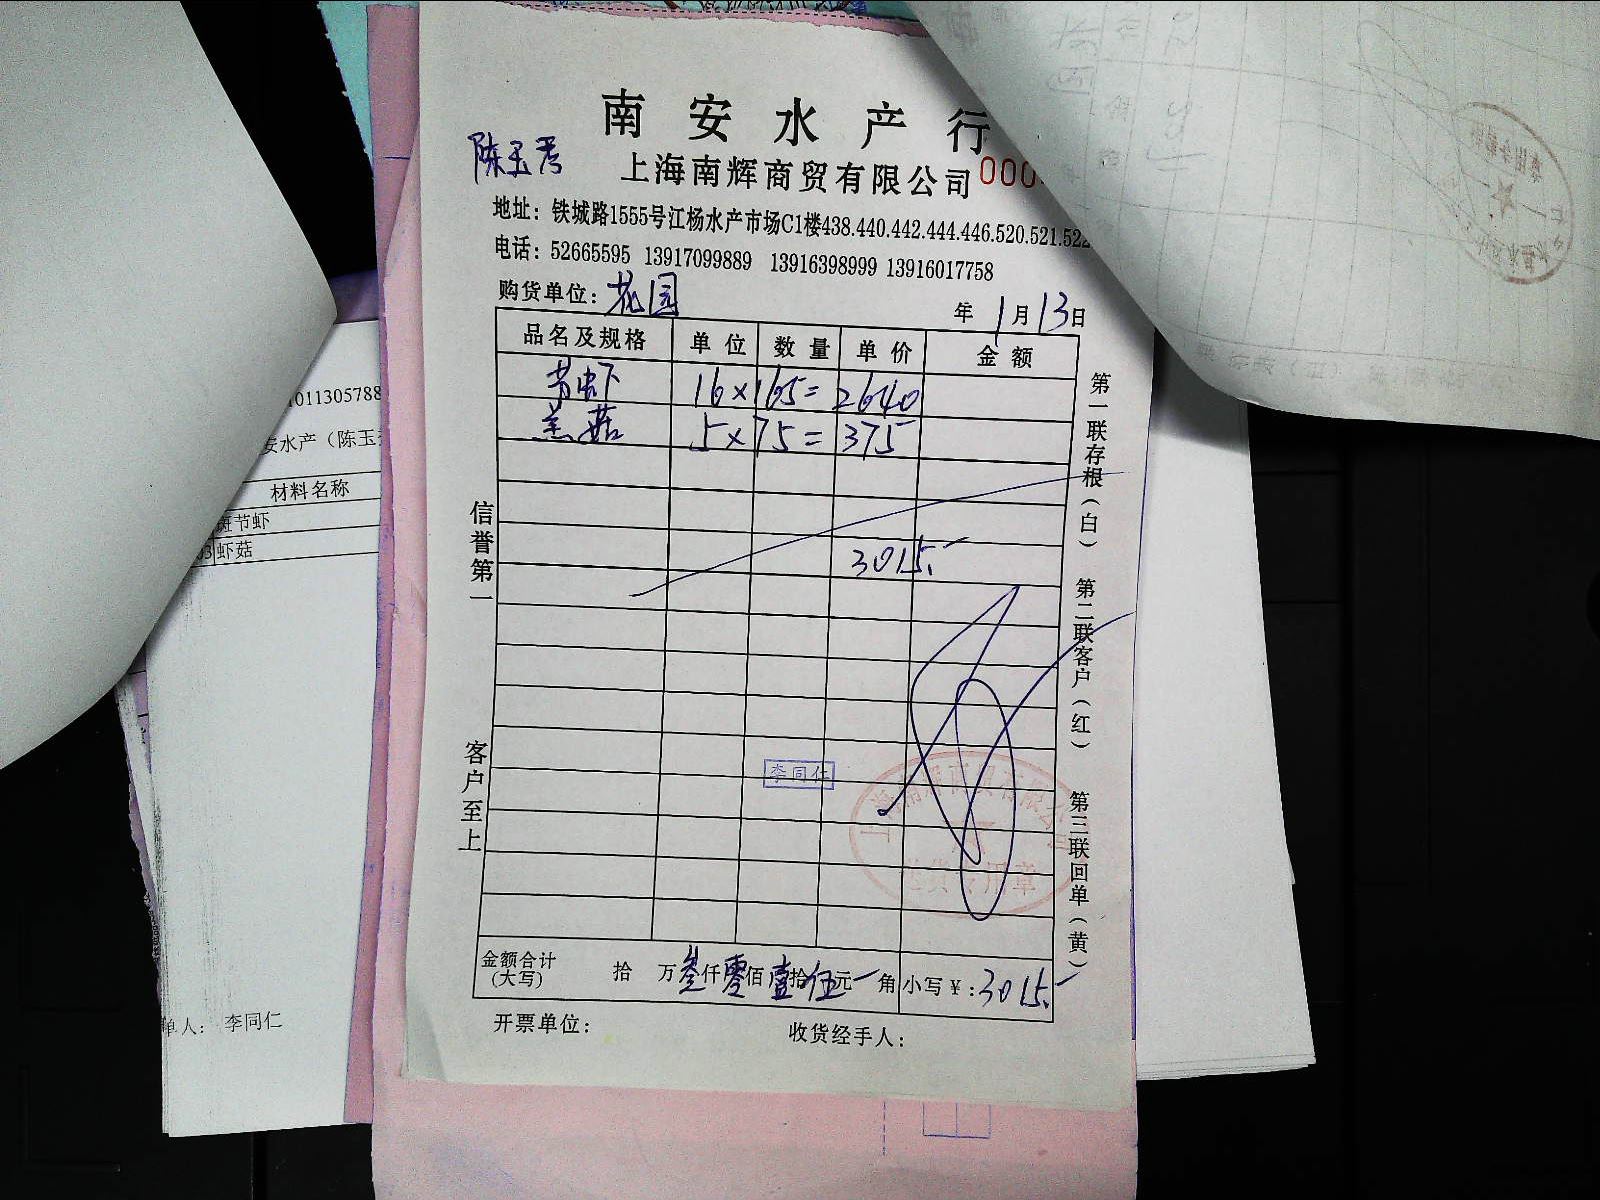 南安水产行
陈玉秀
上海南辉商贸有限公司 000
地址：铁城路1555号江杨水产市场C1楼438.440.442.444.446.520.521.522
电话：52665595 13917099889 13916398999 13916017758
购货单位：花园 年 1 月 13 日
品名及规格 单位 数量 单价 金额
节虾 16×165=2640
羔菇 5×75=375
3015.-
信誉第一
客户至上
第一联存根（白） 第二联客户（红） 第三联回单（黄）
李同仁
金额合计（大写） 拾 万 叁仟 零佰 壹拾 伍元 角 小写￥：3015.-
开票单位： 收货经手人：
01130578
安水产（陈玉
材料名称
斑节虾
虾菇
单人： 李同仁